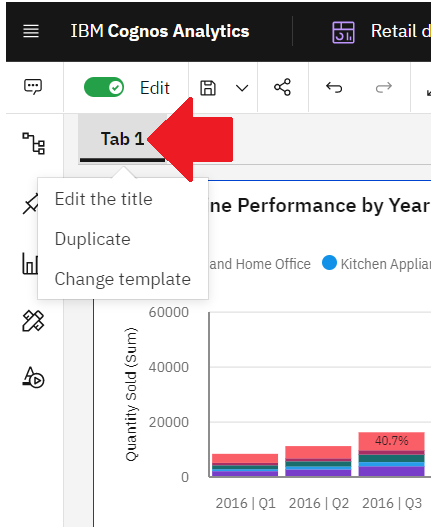 IBM Cognos Analytics
Retail d
Edit
Tab 1
Edit the title
Duplicate
Change template
ne Performance by Year
and Home Office
Kitchen Applian
60000
40000
20000
0
Quantity Sold (Sum)
40.7%
2016 | Q1
2016 | Q2
2016 | Q3